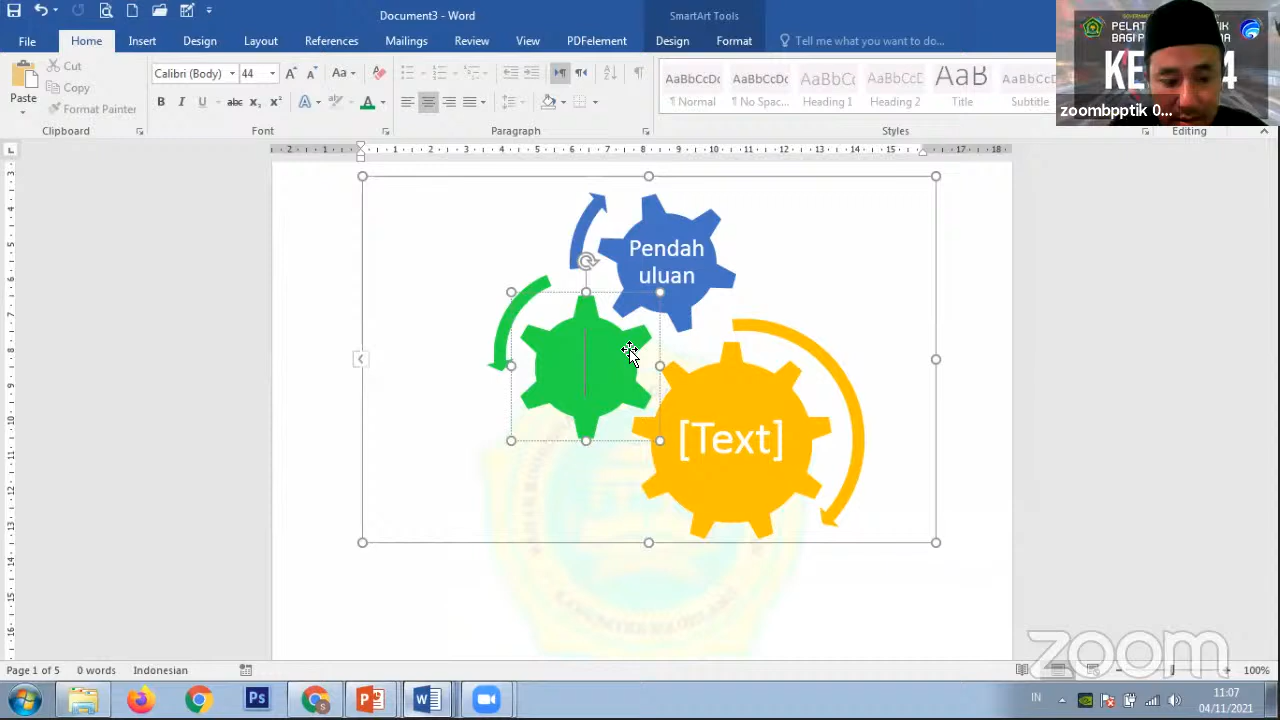 Document3 - Word
SmartArt Tools
File Home Insert Design Layout References Mailings Review View PDFelement Design Format Tell me what you want to do...
Paste
Cut
Copy
Format Painter
Calibri (Body) 44
AaBbCcDc AaBbCcDc AaBbC AaBbCcE AaB AaBbCcD
¶ Normal ¶ No Spac... Heading 1 Heading 2 Title Subtitle
Clipboard Font Paragraph Styles Editing
zoombpptik 0...
Pendah
uluan
[Text]
zoom
Page 1 of 5 0 words Indonesian 100%
Ps
IN
11:07
04/11/2021